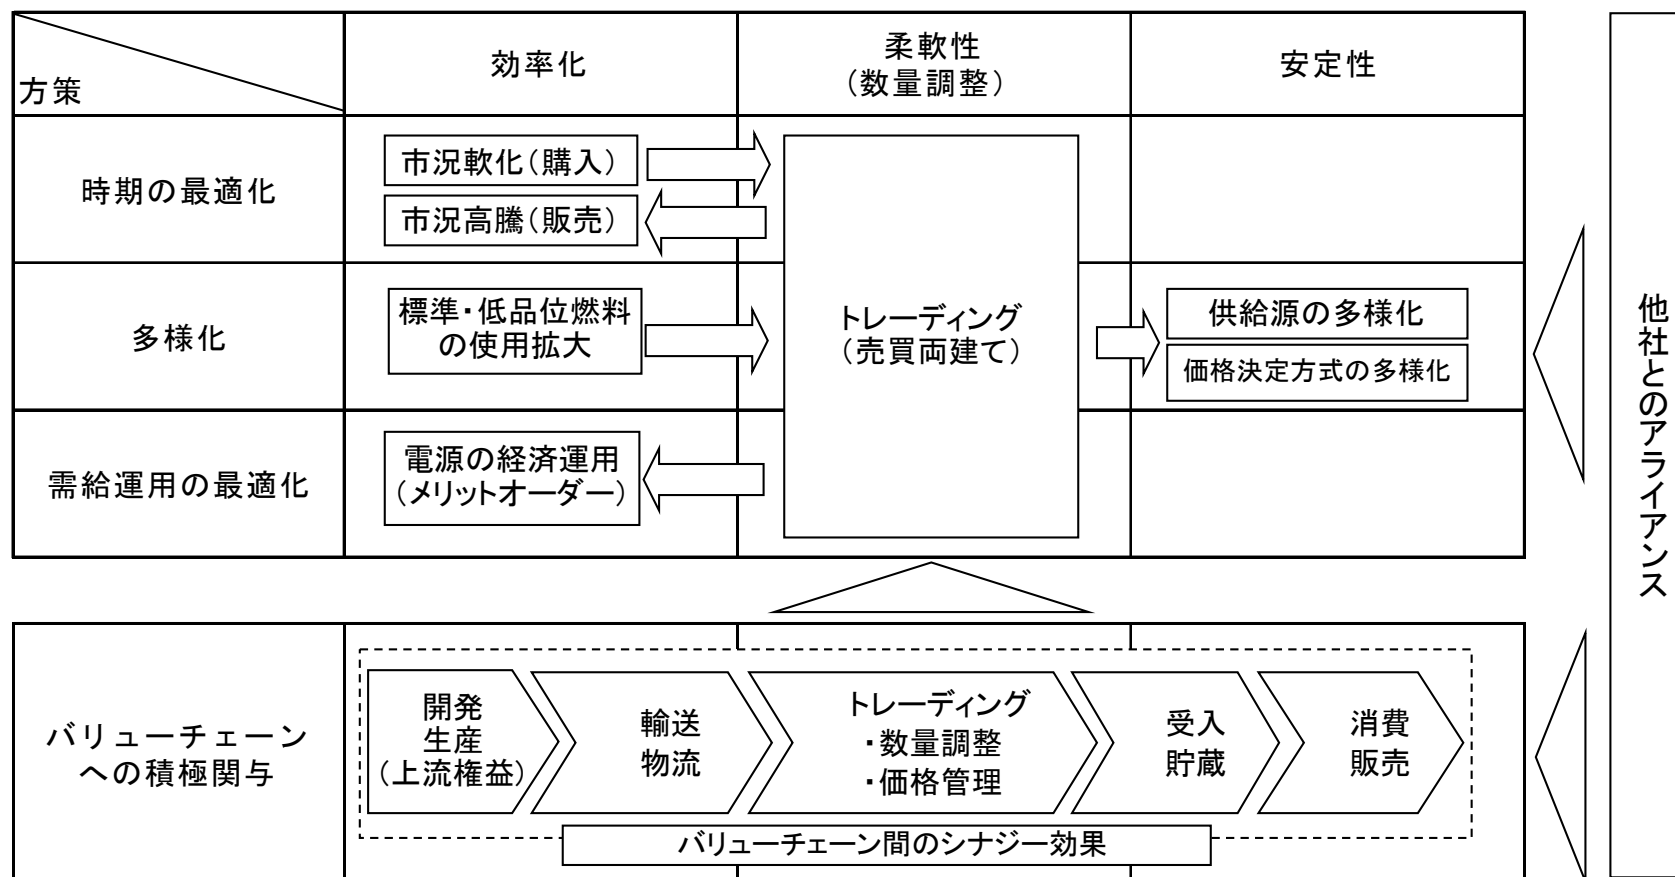 方策
効率化
柔軟性
（数量調整）
安定性
時期の最適化
市況軟化（購入）
市況高騰（販売）
トレーディング
（売買両建て）
多様化
標準・低品位燃料
の使用拡大
供給源の多様化
価格決定方式の多様化
需給運用の最適化
電源の経済運用
（メリットオーダー）
他社とのアライアンス
バリューチェーン
への積極関与
開発
生産
（上流権益）
輸送
物流
トレーディング
・数量調整
・価格管理
受入
貯蔵
消費
販売
バリューチェーン間のシナジー効果